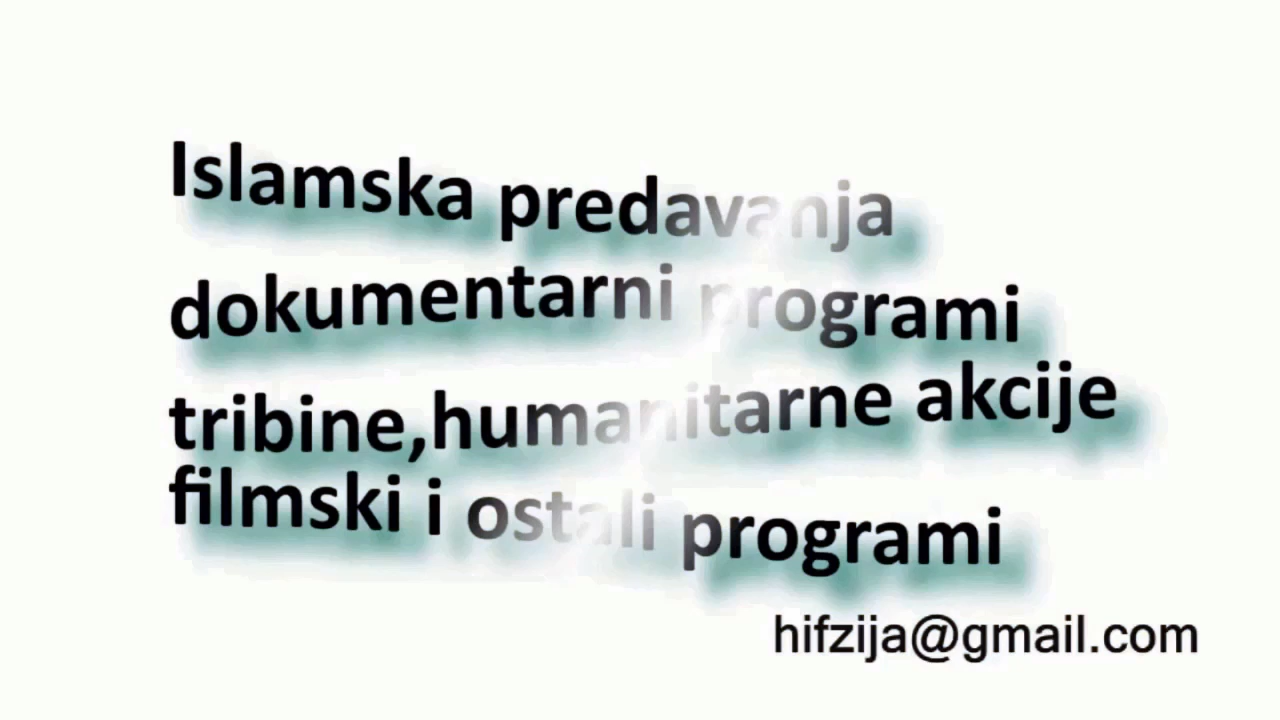 Islamska predavanja
dokumentarni programi
tribine,humanitarne akcije
filmski i ostali programi
hifzija@gmail.com